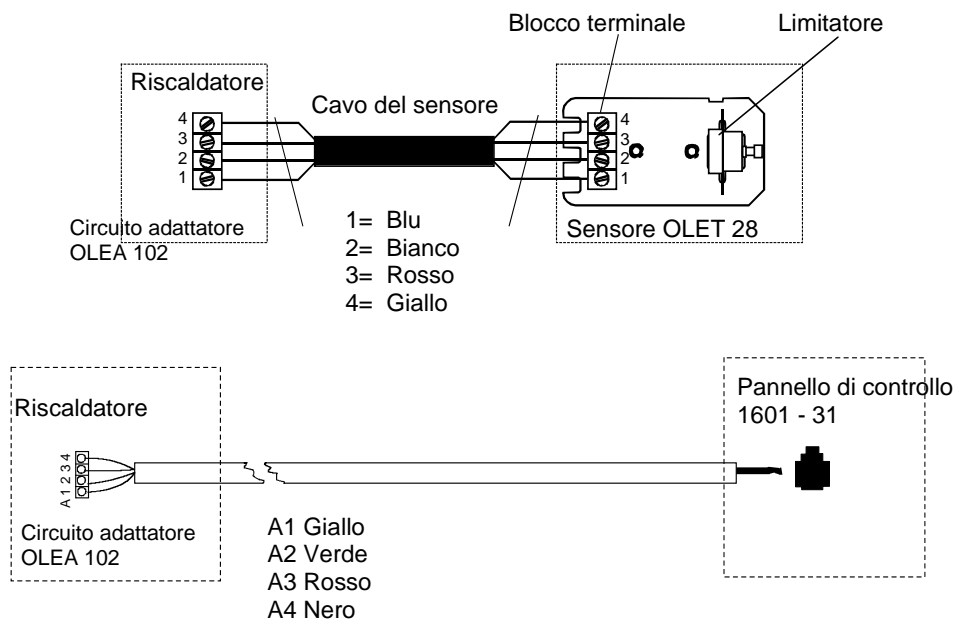 Blocco terminale
Limitatore
Riscaldatore
Cavo del sensore
4
3
2
1
4
3
2
1
Circuito adattatore
OLEA 102
1= Blu
2= Bianco
3= Rosso
4= Giallo
Sensore OLET 28
Riscaldatore
Pannello di controllo
1601 - 31
A 1 2 3 4
Circuito adattatore
OLEA 102
A1 Giallo
A2 Verde
A3 Rosso
A4 Nero